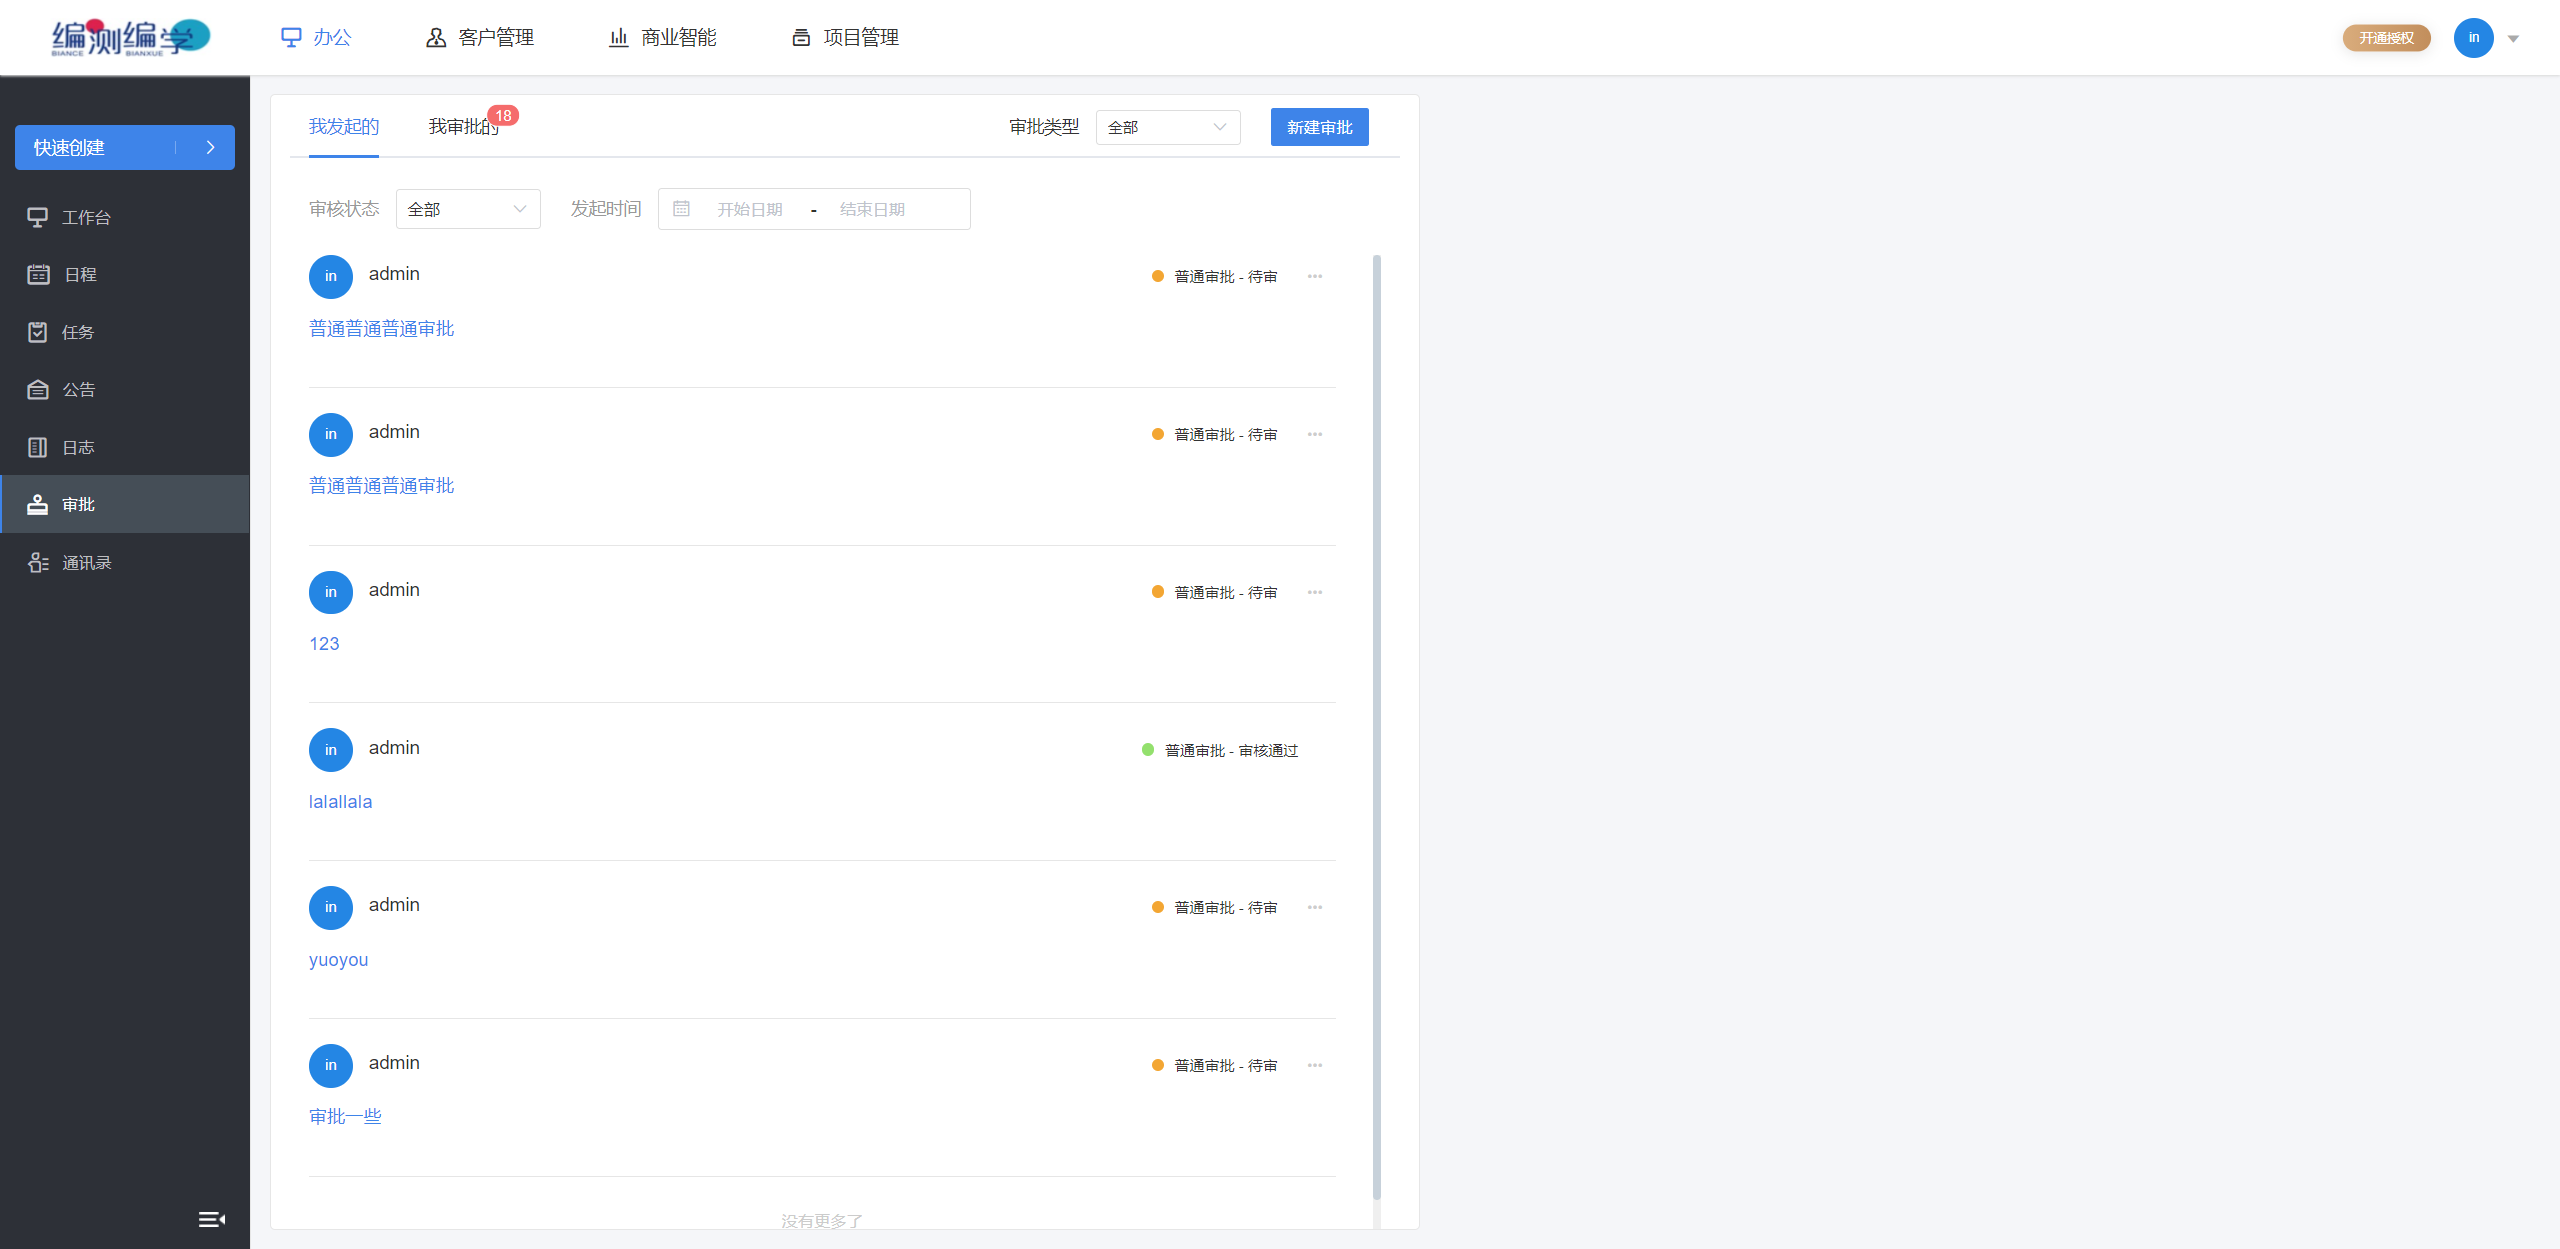 编测编学
BIANCE BIANXUE
办公
客户管理
商业智能
项目管理
开通授权
in
快速创建
工作台
日程
任务
公告
日志
审批
通讯录
我发起的
我审批的
18
审批类型
全部
新建审批
审核状态
全部
发起时间
开始日期 - 结束日期
in
admin
普通审批 - 待审
普通普通普通审批
in
admin
普通审批 - 待审
普通普通普通审批
in
admin
普通审批 - 待审
123
in
admin
普通审批 - 审核通过
lalallala
in
admin
普通审批 - 待审
yuoyou
in
admin
普通审批 - 待审
审批一些
没有更多了